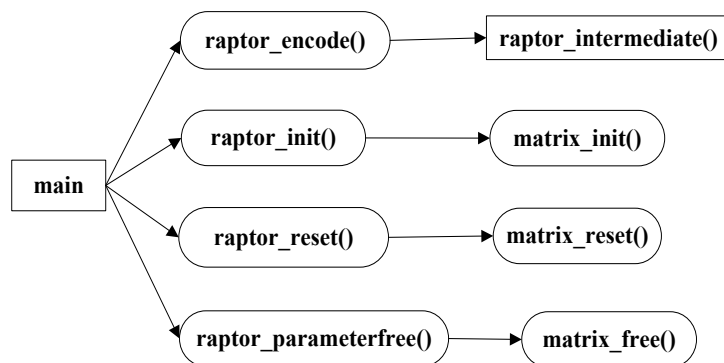 raptor_encode()
raptor_intermediate()
raptor_init()
matrix_init()
main
raptor_reset()
matrix_reset()
raptor_parameterfree()
matrix_free()